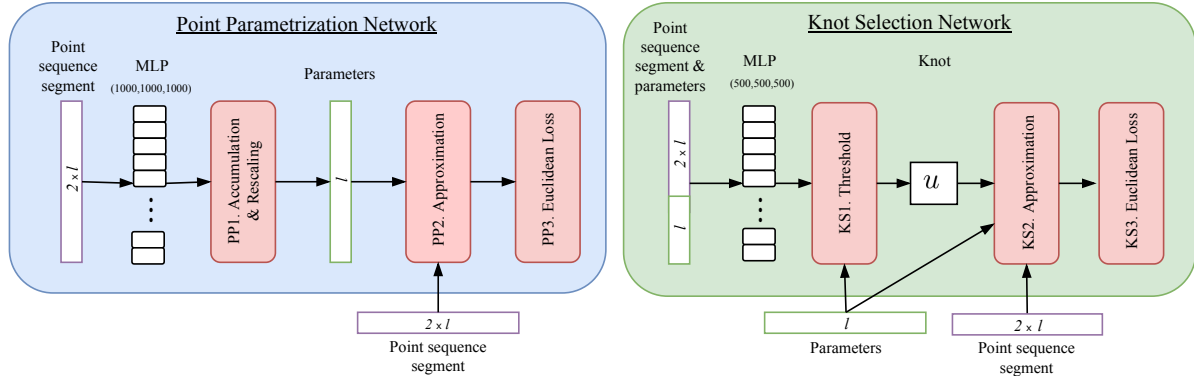 Point Parametrization Network
Point
sequence
segment
MLP
(1000,1000,1000)
Parameters
2 × l
PP1. Accumulation
& Rescaling
l
PP2. Approximation
PP3. Euclidean Loss
2 × l
Point sequence
segment
Knot Selection Network
Point
sequence
segment &
parameters
MLP
(500,500,500)
Knot
2 × l
l
KS1. Threshold
u
KS2. Approximation
KS3. Euclidean Loss
l
Parameters
2 × l
Point sequence
segment